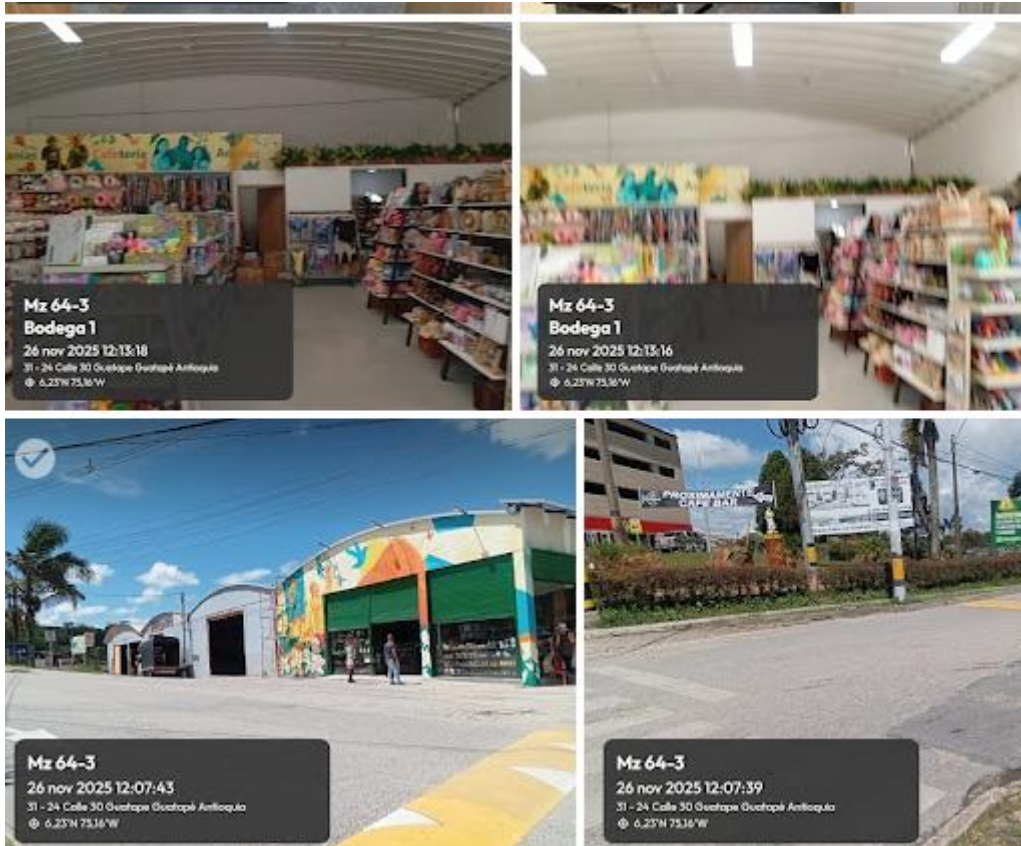 Cafetería
Mz 64-3
Bodega 1
26 nov 2025 12:13:18
31 - 24 Calle 30 Guatape Guatapé Antioquia
6,23°N 75,16°W
Mz 64-3
Bodega 1
26 nov 2025 12:13:16
31 - 24 Calle 30 Guatape Guatapé Antioquia
6,23°N 75,16°W
Mz 64-3
26 nov 2025 12:07:43
31 - 24 Calle 30 Guatape Guatapé Antioquia
6,23°N 75,16°W
PROXIMAMENTE
CAFE BAR
Mz 64-3
26 nov 2025 12:07:39
31 - 24 Calle 30 Guatape Guatapé Antioquia
6,23°N 75,16°W